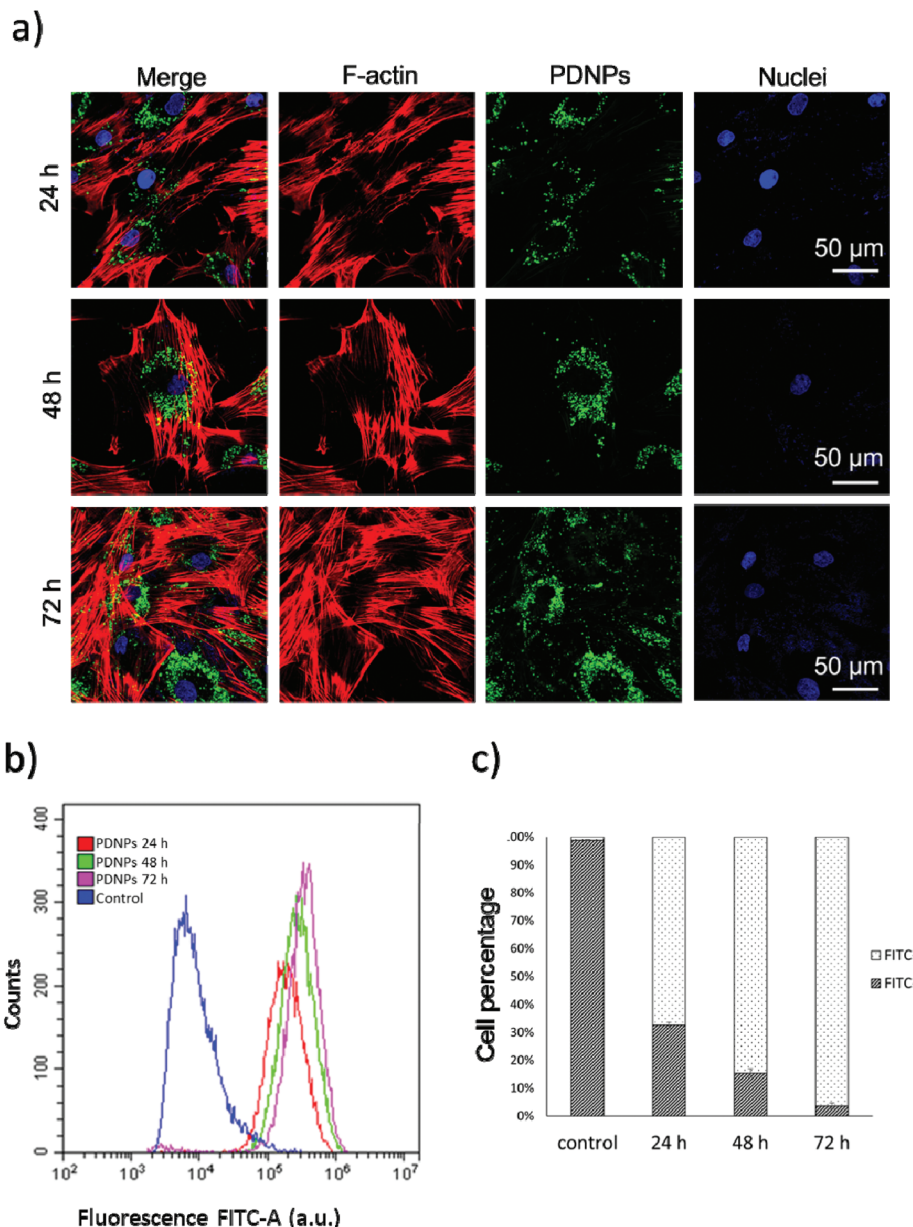 a)
Merge F-actin PDNPs Nuclei
24 h
50 µm
48 h
50 µm
72 h
50 µm
b)
400
300
200
100
0
Counts
PDNPs 24 h
PDNPs 48 h
PDNPs 72 h
Control
10² 10³ 10⁴ 10⁵ 10⁶ 10⁷
Fluorescence FITC-A (a.u.)
c)
100%
90%
80%
70%
60%
50%
40%
30%
20%
10%
0%
Cell percentage
control 24 h 48 h 72 h
FITC
FITC